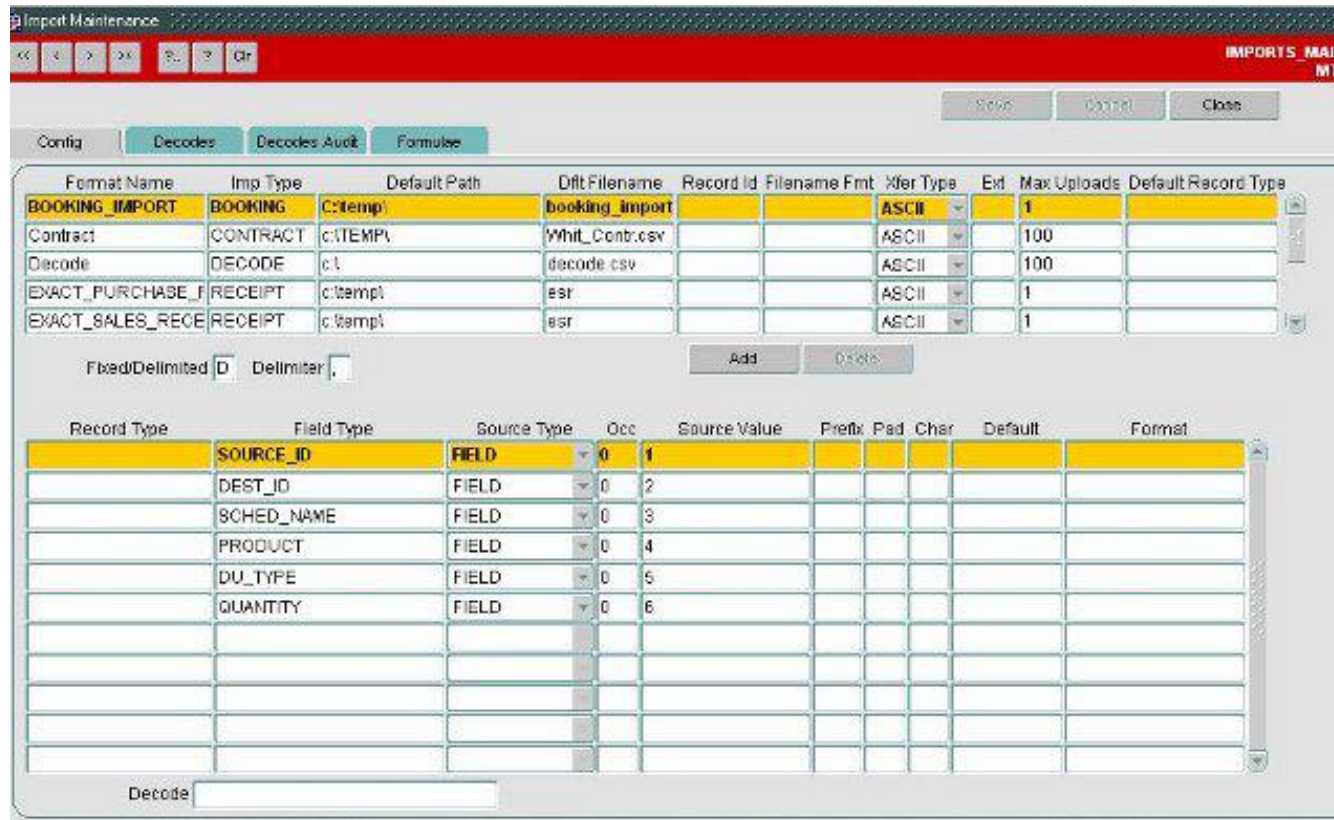 Import Maintenance
<< < > >> ?.. ? Clr IMPORTS_MAI
MT
Save Cancel Close
Config Decodes Decodes Audit Formulae
Format Name Imp Type Default Path Dflt Filename Record Id Filename Fmt Xfer Type Ext Max Uploads Default Record Type
BOOKING_IMPORT BOOKING C:\temp\ booking_import ASCII 1
Contract CONTRACT c:\TEMP\ Whit_Contr.csv ASCII 100
Decode DECODE c:\ decode.csv ASCII 100
EXACT_PURCHASE_F RECEIPT c:\temp\ esr ASCII 1
EXACT_SALES_RECE RECEIPT c:\temp\ esr ASCII 1
Fixed/Delimited D Delimiter , Add Delete
Record Type Field Type Source Type Occ Source Value Prefix Pad Char Default Format
SOURCE_ID FIELD 0 1
DEST_ID FIELD 0 2
SCHED_NAME FIELD 0 3
PRODUCT FIELD 0 4
DU_TYPE FIELD 0 5
QUANTITY FIELD 0 6
Decode